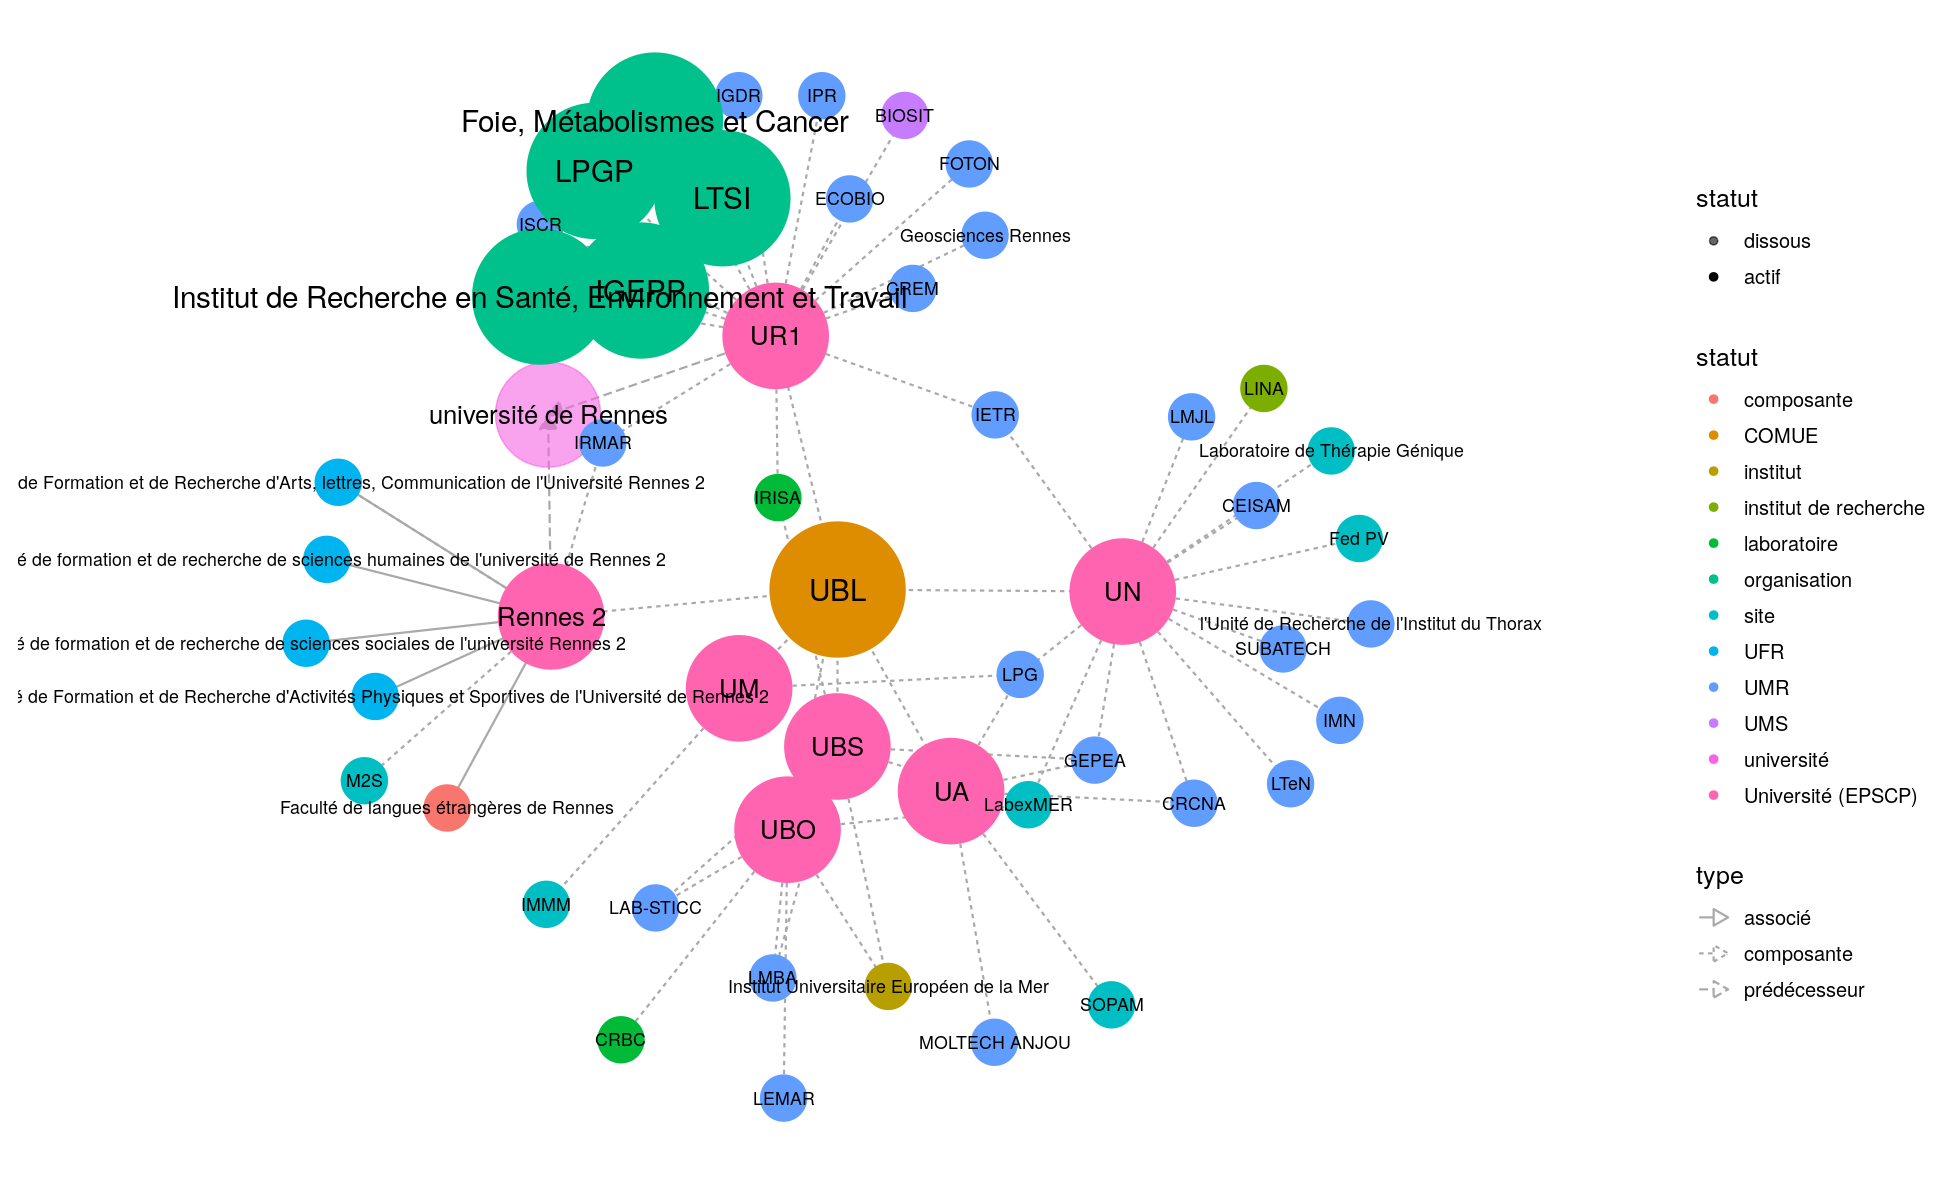 IGDR
IPR
BIOSIT
Foie, Métabolismes et Cancer
LPGP
FOTON
LTSI
ECOBIO
ISCR
Geosciences Rennes
CREM
IGEPP
Institut de Recherche en Santé, Environnement et Travail
UR1
LINA
université de Rennes
IETR
LMJL
IRMAR
Laboratoire de Thérapie Génique
de Formation et de Recherche d'Arts, lettres, Communication de l'Université Rennes 2
IRISA
CEISAM
Fed PV
é de formation et de recherche de sciences humaines de l'université de Rennes 2
UBL
UN
Rennes 2
l'Unité de Recherche de l'Institut du Thorax
é de formation et de recherche de sciences sociales de l'université Rennes 2
SUBATECH
LPG
UM
é de Formation et de Recherche d'Activités Physiques et Sportives de l'Université de Rennes 2
IMN
UBS
GEPEA
M2S
LTeN
UA
Faculté de langues étrangères de Rennes
LabexMER
CRCNA
UBO
IMMM
LAB-STICC
LMBA
Institut Universitaire Européen de la Mer
SOPAM
CRBC
MOLTECH ANJOU
LEMAR
statut
dissous
actif
statut
composante
COMUE
institut
institut de recherche
laboratoire
organisation
site
UFR
UMR
UMS
université
Université (EPSCP)
type
associé
composante
prédécesseur